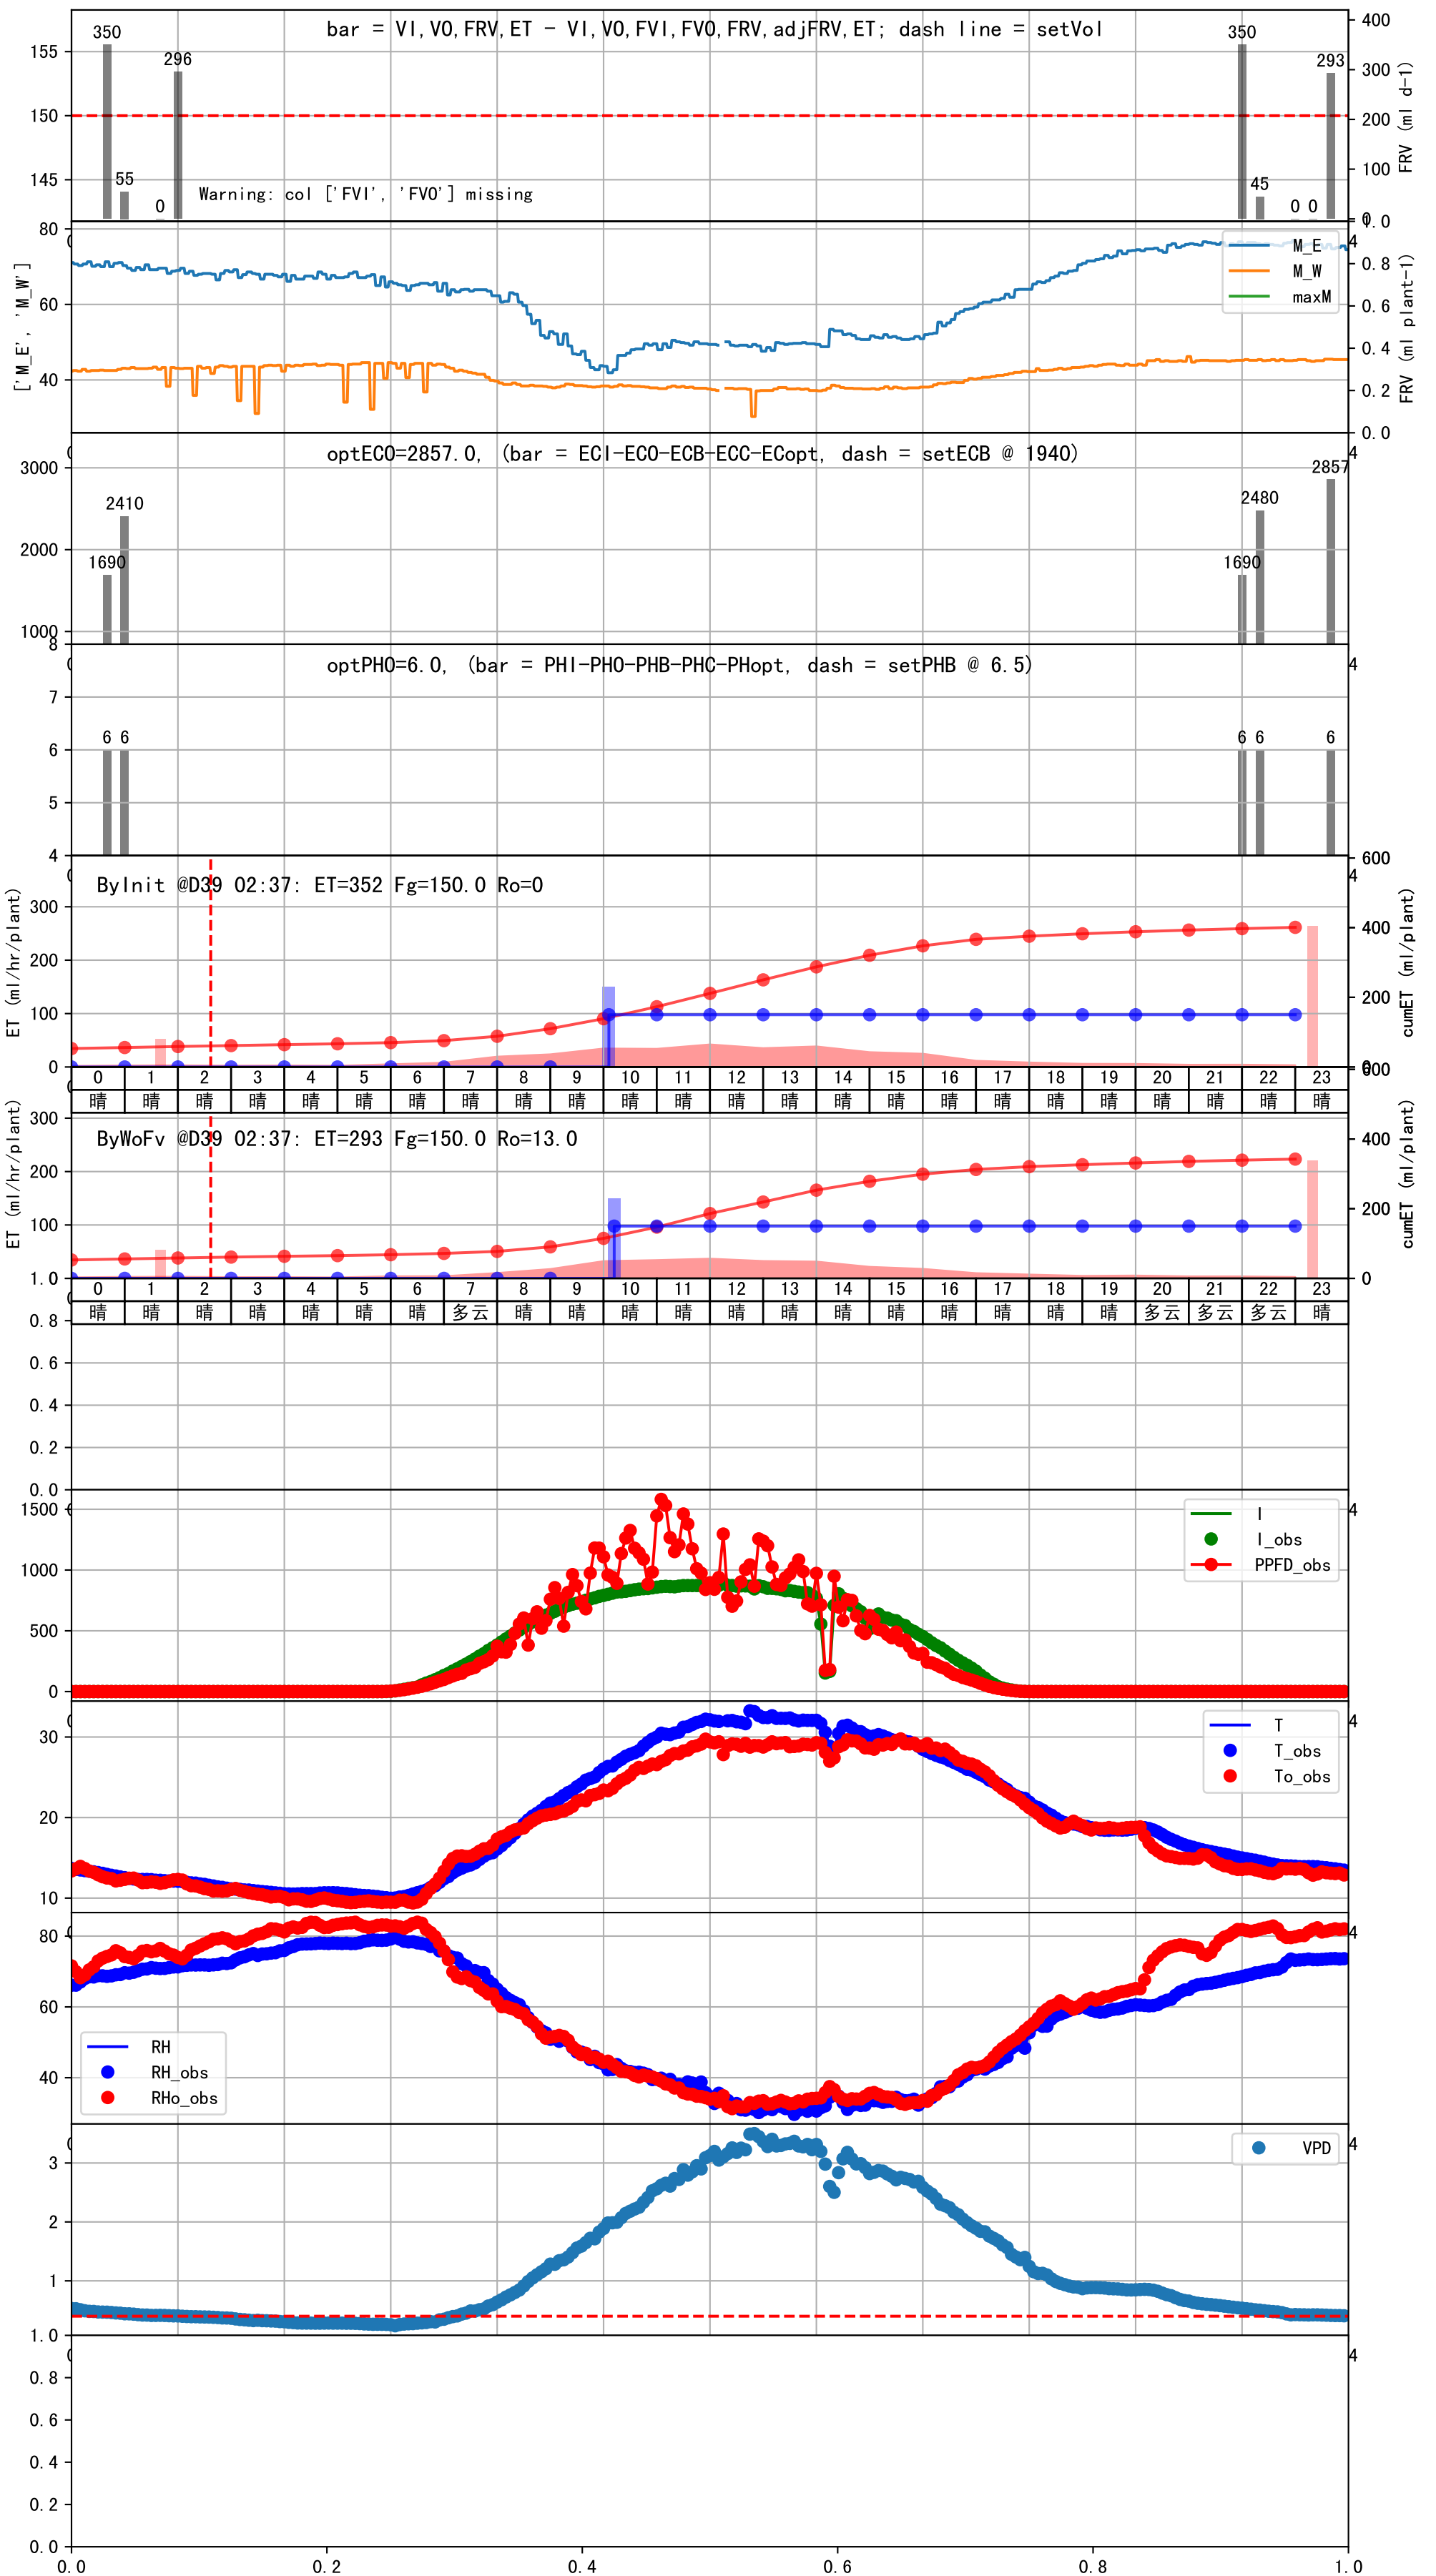 bar = VI,VO,FRV,ET - VI,VO,FVI,FVO,FRV,adjFRV,ET; dash line = setVol
350
296
55
0
350
45
0 0
293
155
150
145
400
300
200
100
0
FRV (ml d-1)
Warning: col ['FVI', 'FVO'] missing
['M_E', 'M_W']
80
60
40
M_E
M_W
maxM
1.0
0.8
0.6
0.4
0.2
0.0
FRV (ml plant-1)
optECO=2857.0, (bar = ECI-ECO-ECB-ECC-ECopt, dash = setECB @ 1940)
3000
2000
1000
1690
2410
1690
2480
2857
optPHO=6.0, (bar = PHI-PHO-PHB-PHC-PHopt, dash = setPHB @ 6.5)
8
7
6
5
4
6 6
6 6
6
ByInit @D39 02:37: ET=352 Fg=150.0 Ro=0
ET (ml/hr/plant)
300
200
100
0
600
400
200
0
cumET (ml/plant)
0 1 2 3 4 5 6 7 8 9 10 11 12 13 14 15 16 17 18 19 20 21 22 23
晴 晴 晴 晴 晴 晴 晴 晴 晴 晴 晴 晴 晴 晴 晴 晴 晴 晴 晴 晴 晴 晴 晴 晴
ByWoFv @D39 02:37: ET=293 Fg=150.0 Ro=13.0
ET (ml/hr/plant)
300
200
100
600
400
200
0
cumET (ml/plant)
0 1 2 3 4 5 6 7 8 9 10 11 12 13 14 15 16 17 18 19 20 21 22 23
晴 晴 晴 晴 晴 晴 晴 多云 晴 晴 晴 晴 晴 晴 晴 晴 晴 晴 晴 晴 多云 多云 多云 晴
1.0
0.8
0.6
0.4
0.2
0.0
1500
1000
500
0
I
I_obs
PPFD_obs
30
20
10
T
T_obs
To_obs
80
60
40
RH
RH_obs
RHo_obs
3
2
1
VPD
1.0
0.8
0.6
0.4
0.2
0.0
0.0 0.2 0.4 0.6 0.8 1.0